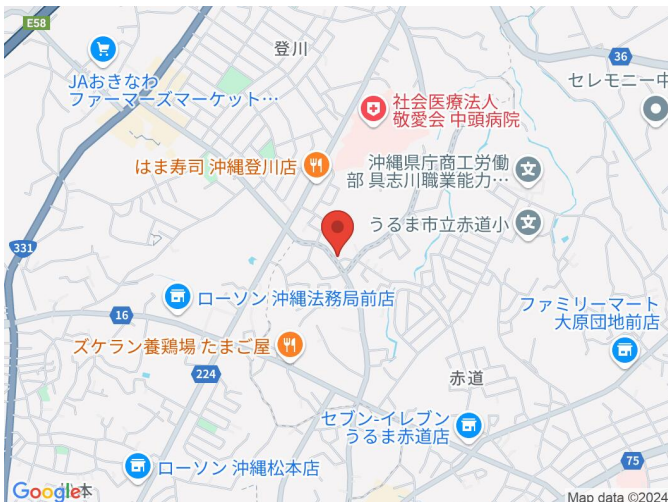 E58
登川
36
JAおきなわ
ファーマーズマーケット…
セレモニー中
社会医療法人
敬愛会 中頭病院
はま寿司 沖縄登川店
沖縄県庁商工労働
部 具志川職業能力…
うるま市立赤道小
331
ローソン 沖縄法務局前店
16
ファミリーマート
大原団地前店
ズケラン養鶏場 たまご屋
224
赤道
セブン-イレブン
うるま赤道店
ローソン 沖縄松本店
75
Google
本
Map data ©2024